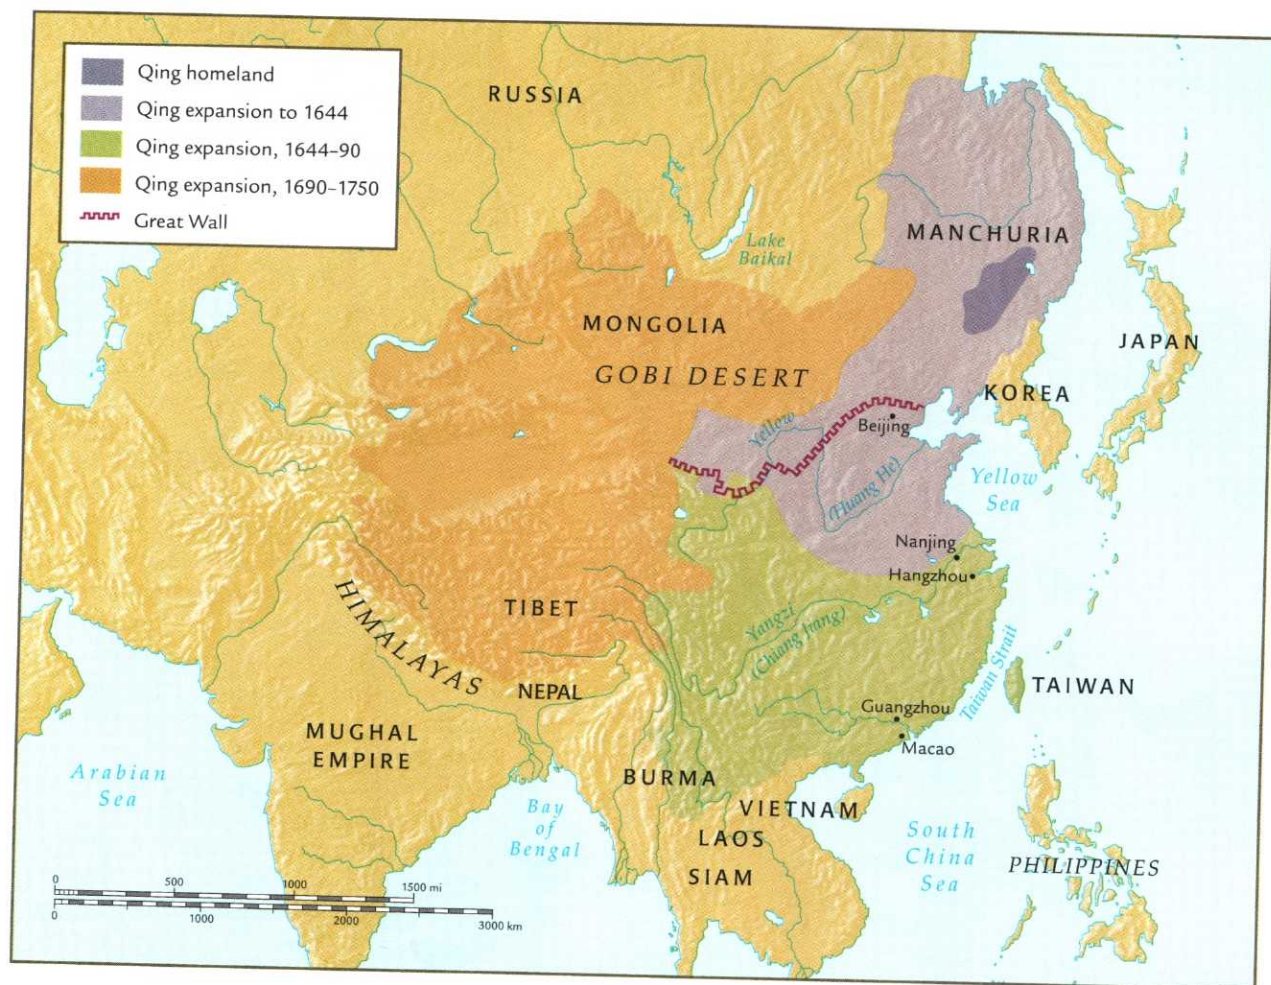 Qing homeland
Qing expansion to 1644
Qing expansion, 1644–90
Qing expansion, 1690–1750
Great Wall
RUSSIA
Lake
Baikal
MANCHURIA
MONGOLIA
GOBI DESERT
JAPAN
KOREA
Beijing
Yellow
(Huang He)
Yellow
Sea
Nanjing
Hangzhou
HIMALAYAS
TIBET
Yangzi
(Chiang Jiang)
Taiwan Strait
NEPAL
TAIWAN
Guangzhou
Macao
MUGHAL
EMPIRE
Arabian
Sea
BURMA
Bay
of
Bengal
VIETNAM
LAOS
SIAM
South
China
Sea
PHILIPPINES
0 500 1000 1500 mi
0 1000 2000 3000 km